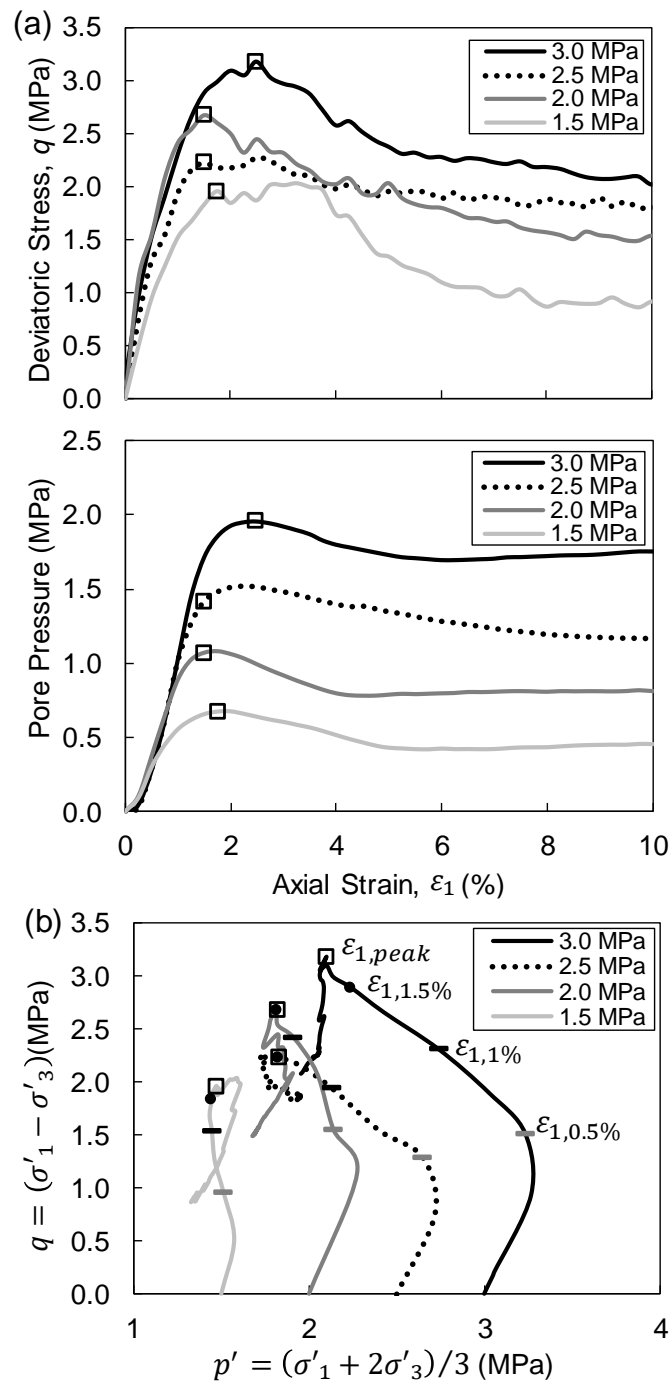 (a)
3.5
3.0
2.5
2.0
1.5
1.0
0.5
0.0
Deviatoric Stress, q (MPa)
3.0 MPa
2.5 MPa
2.0 MPa
1.5 MPa
0 2 4 6 8 10
2.5
2.0
1.5
1.0
0.5
0.0
Pore Pressure (MPa)
3.0 MPa
2.5 MPa
2.0 MPa
1.5 MPa
0 2 4 6 8 10
Axial Strain, ε₁ (%)
(b)
3.5
3.0
2.5
2.0
1.5
1.0
0.5
0.0
q = (σ'₁ − σ'₃)(MPa)
3.0 MPa
2.5 MPa
2.0 MPa
1.5 MPa
ε₁,peak
ε₁,1.5%
ε₁,1%
ε₁,0.5%
1 2 3 4
p' = (σ'₁ + 2σ'₃)/3 (MPa)